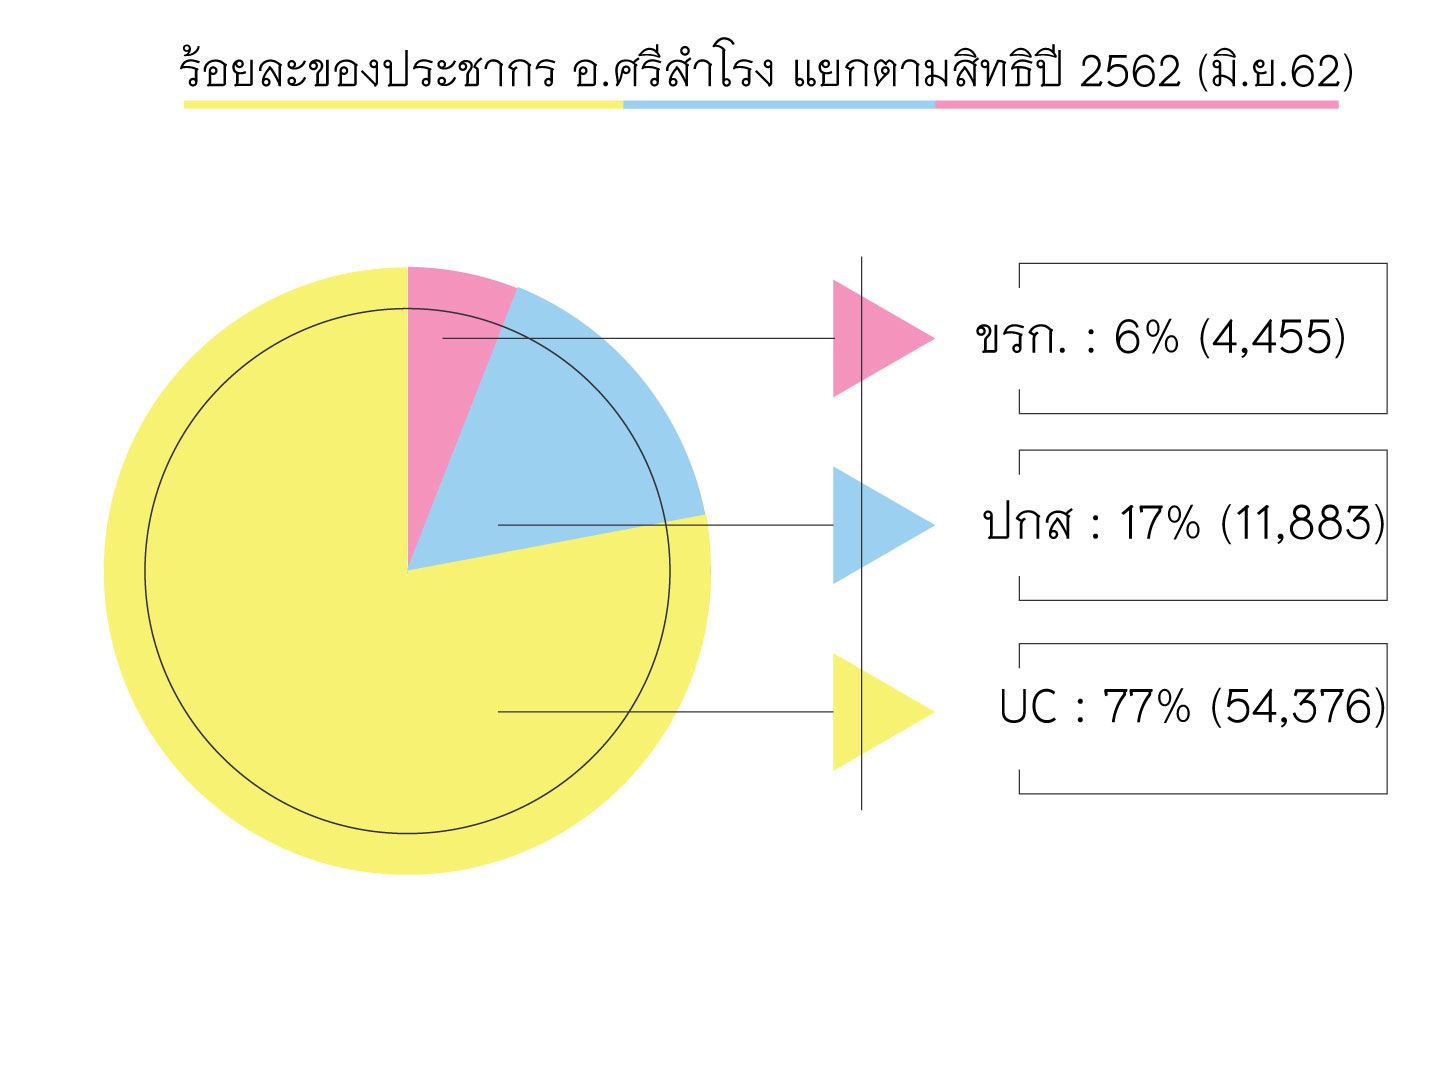 ร้อยละของประชากร อ.ศรีสำโรง แยกตามสิทธิปี 2562 (มิ.ย.62)
ขรก. : 6% (4,455)
ปกส : 17% (11,883)
UC : 77% (54,376)